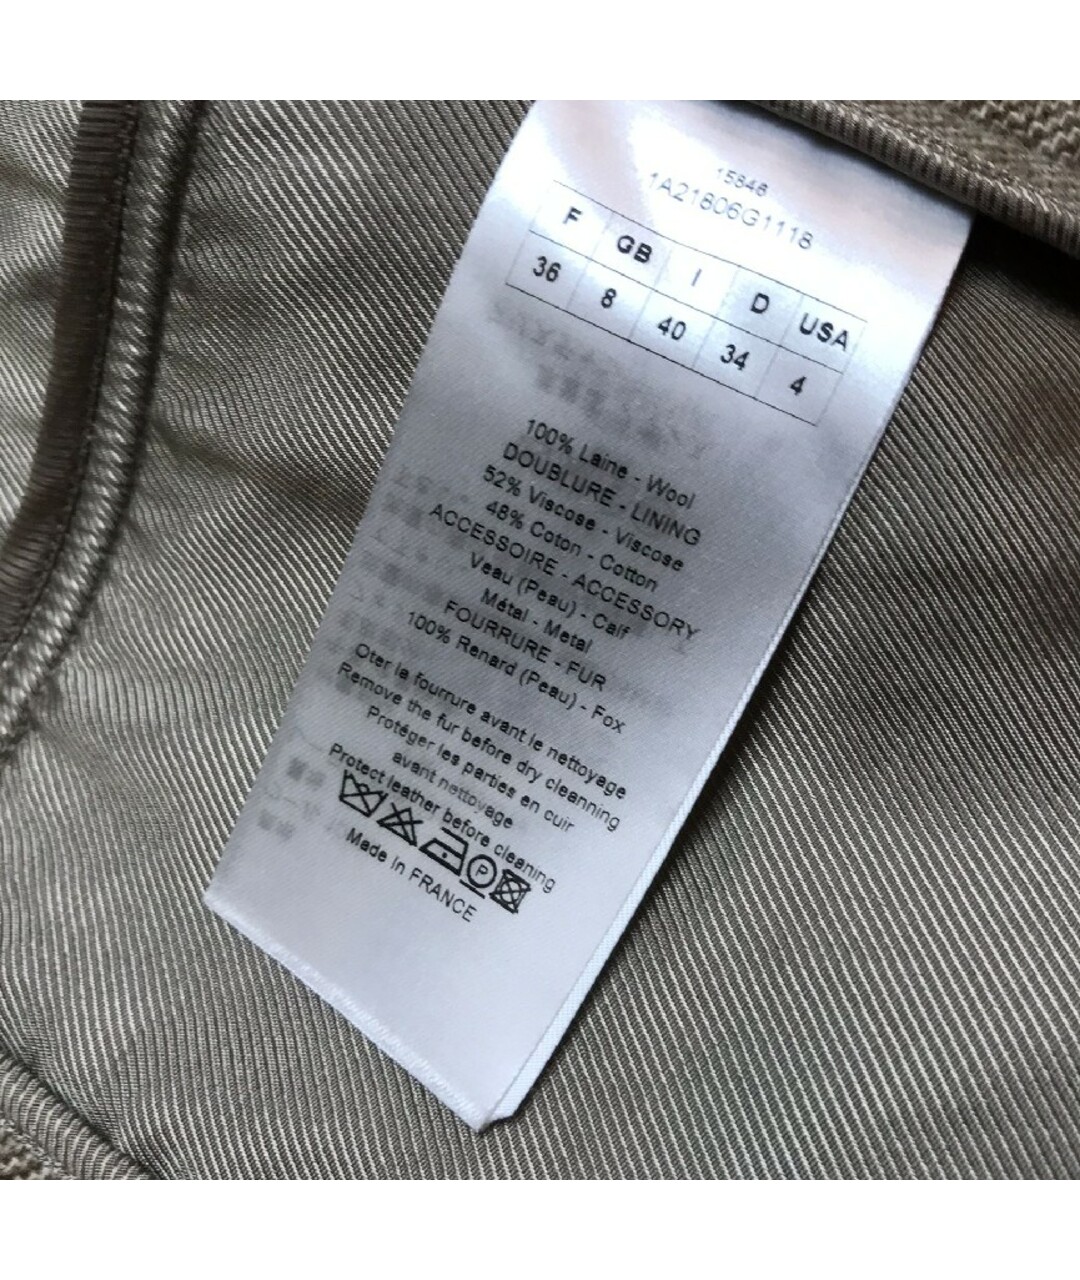 15846
1A21806G1118
F GB I D USA
36 8 40 34 4
100% Laine - Wool
DOUBLURE - LINING
52% Viscose - Viscose
48% Coton - Cotton
ACCESSOIRE - ACCESSORY
Veau (Peau) - Calf
Métal - Metal
FOURRURE - FUR
100% Renard (Peau) - Fox
Oter la fourrure avant le nettoyage
Remove the fur before dry cleanning
Protéger les parties en cuir
avant nettoyage
Protect leather before cleaning
P
Made in FRANCE